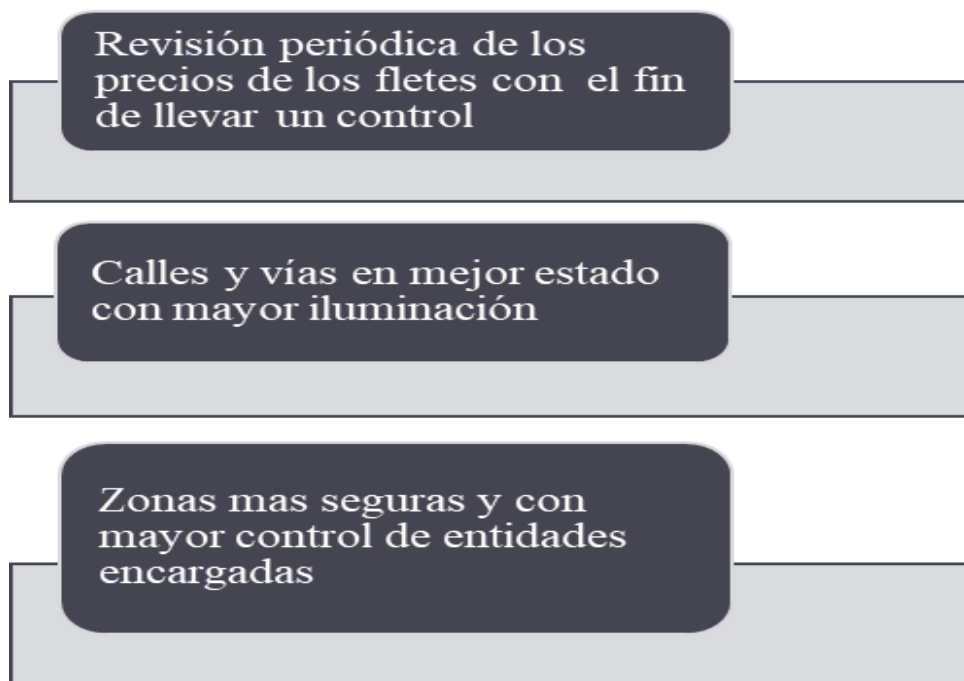 Revisión periódica de los
precios de los fletes con el fin
de llevar un control
Calles y vías en mejor estado
con mayor iluminación
Zonas mas seguras y con
mayor control de entidades
encargadas